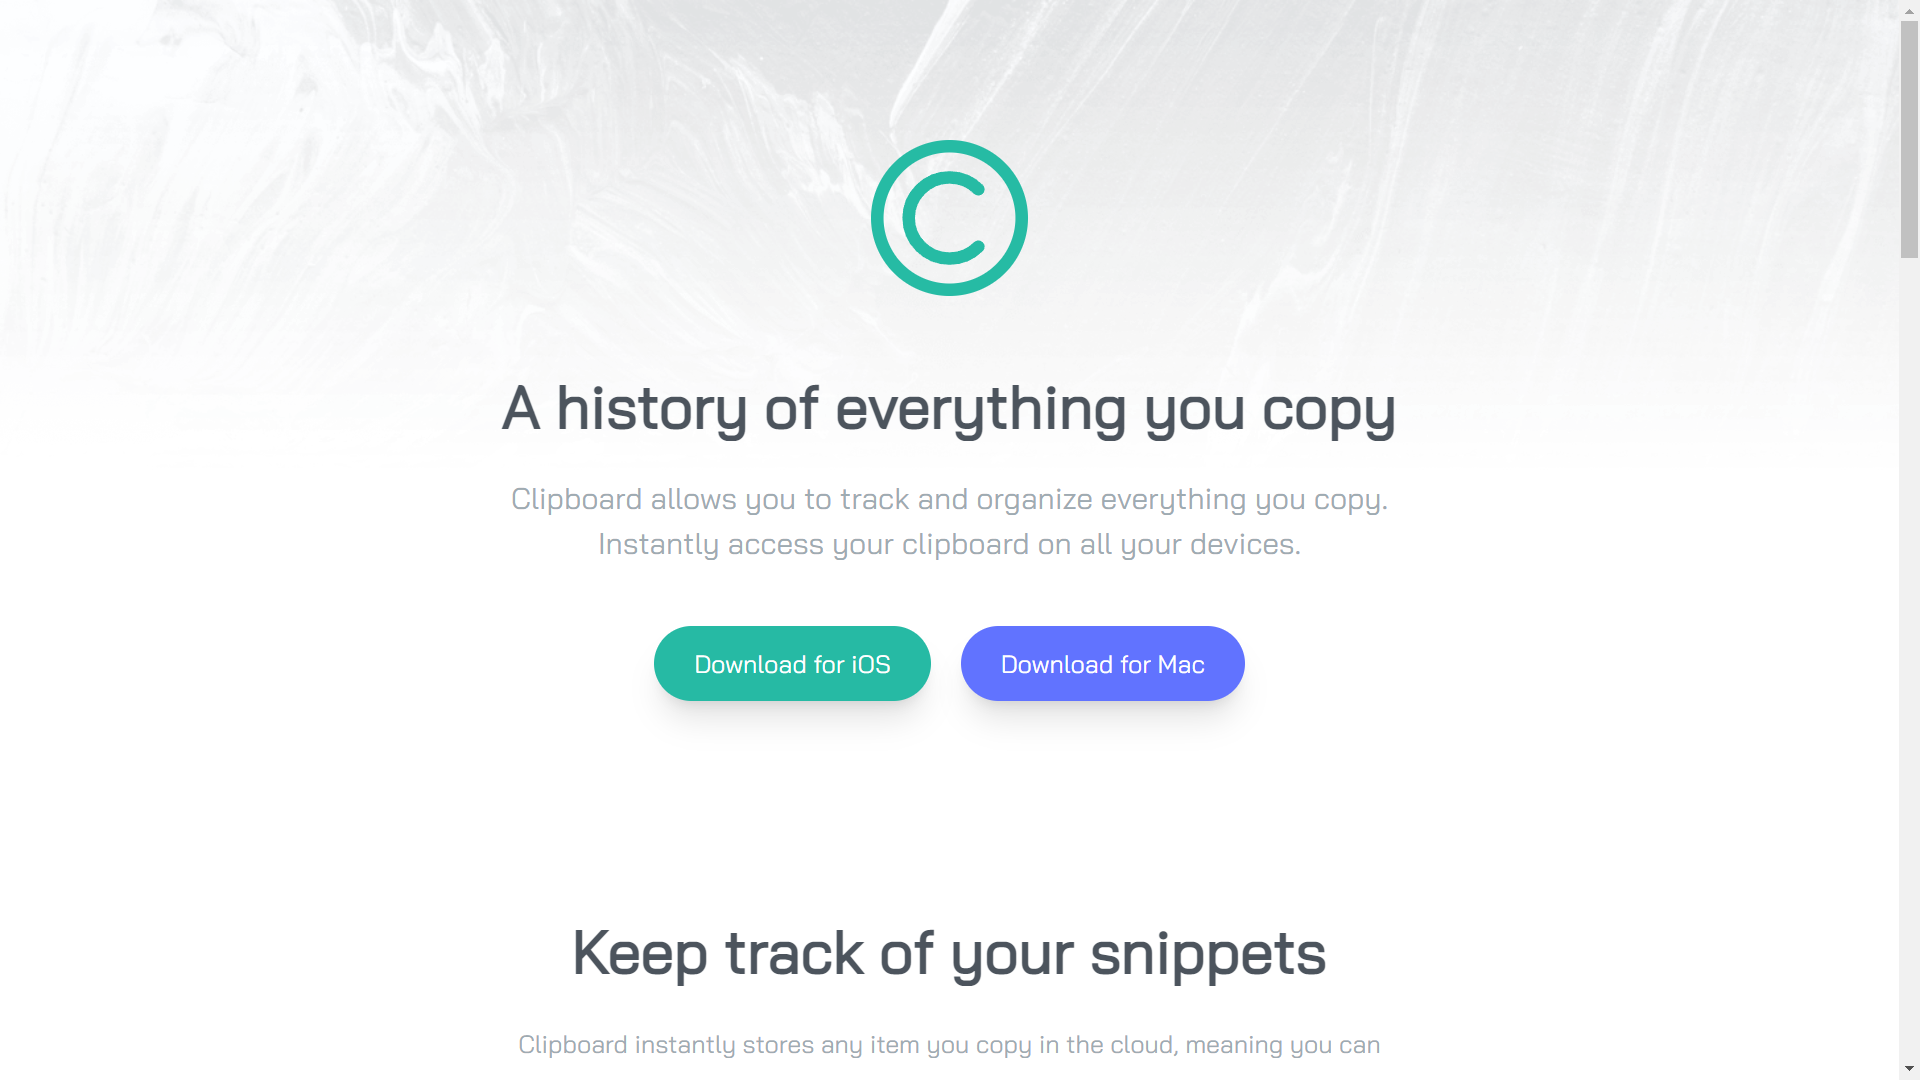 A history of everything you copy
Clipboard allows you to track and organize everything you copy.
Instantly access your clipboard on all your devices.
Download for iOS
Download for Mac
Keep track of your snippets
Clipboard instantly stores any item you copy in the cloud, meaning you can